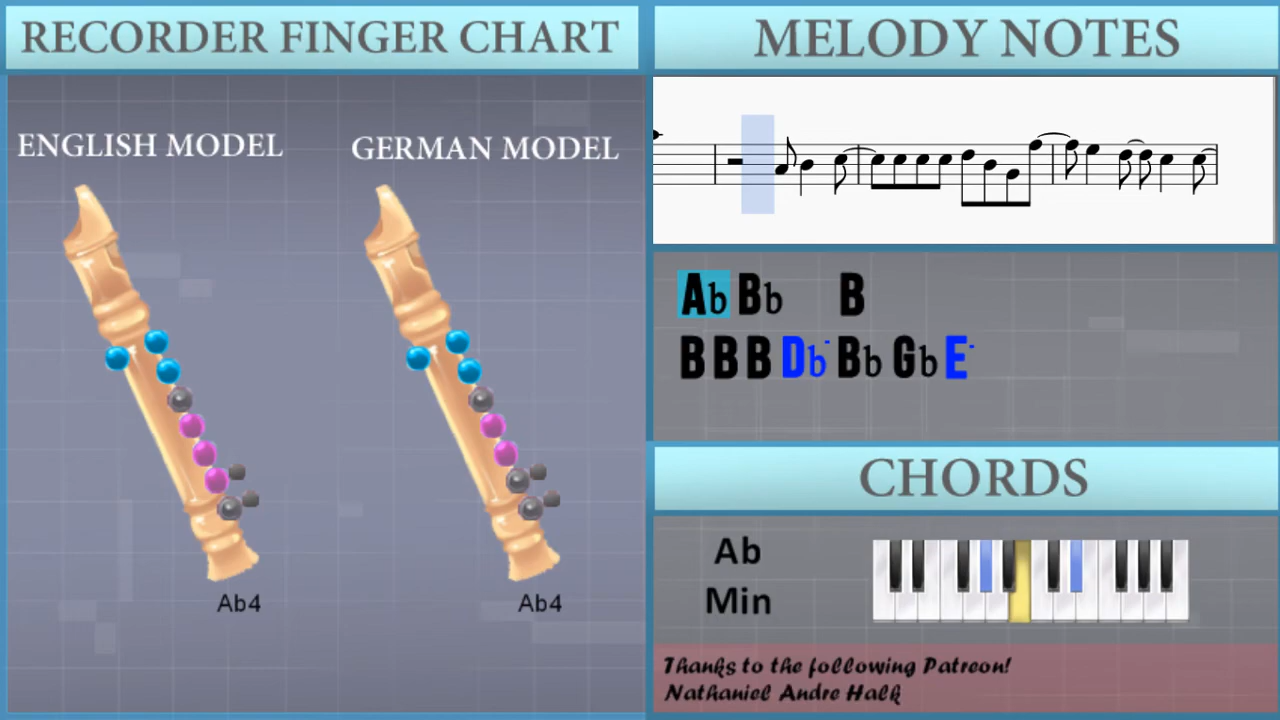 RECORDER FINGER CHART
ENGLISH MODEL
GERMAN MODEL
Ab4
Ab4
MELODY NOTES
Ab Bb B
B B B Db- Bb Gb E-
CHORDS
Ab
Min
Thanks to the following Patreon!
Nathaniel Andre Halk